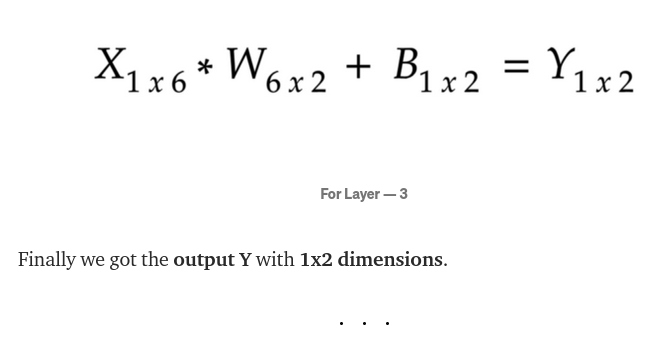 X₁ₓ₆ * W₆ₓ₂ + B₁ₓ₂ = Y₁ₓ₂
For Layer — 3
Finally we got the output Y with 1x2 dimensions.
. . .